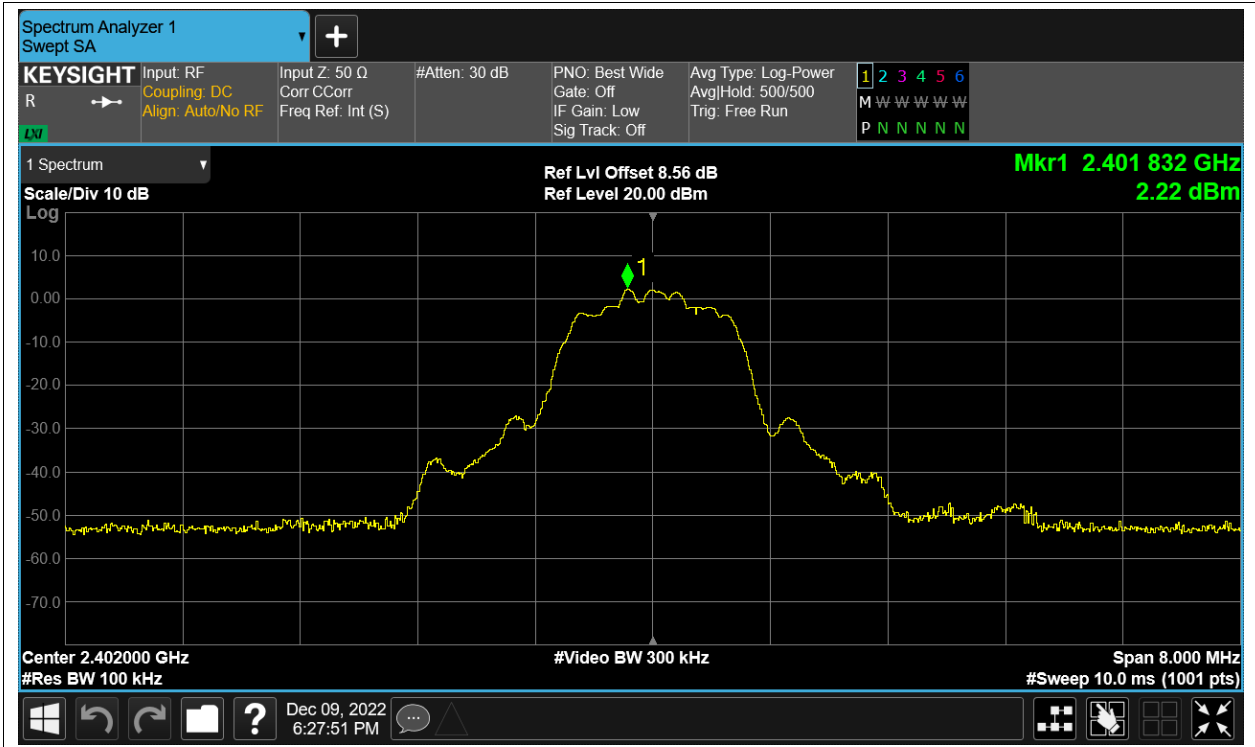 Spectrum Analyzer 1
Swept SA
KEYSIGHT
R
LXI
Input: RF
Coupling: DC
Align: Auto/No RF
Input Z: 50 Ω
Corr CCorr
Freq Ref: Int (S)
#Atten: 30 dB
PNO: Best Wide
Gate: Off
IF Gain: Low
Sig Track: Off
Avg Type: Log-Power
Avg|Hold: 500/500
Trig: Free Run
1 2 3 4 5 6
M W W W W W
P N N N N N
1 Spectrum
Scale/Div 10 dB
Log
Ref Lvl Offset 8.56 dB
Ref Level 20.00 dBm
Mkr1 2.401 832 GHz
2.22 dBm
10.0
0.00
-10.0
-20.0
-30.0
-40.0
-50.0
-60.0
-70.0
1
Center 2.402000 GHz
#Res BW 100 kHz
#Video BW 300 kHz
Span 8.000 MHz
#Sweep 10.0 ms (1001 pts)
?
Dec 09, 2022
6:27:51 PM